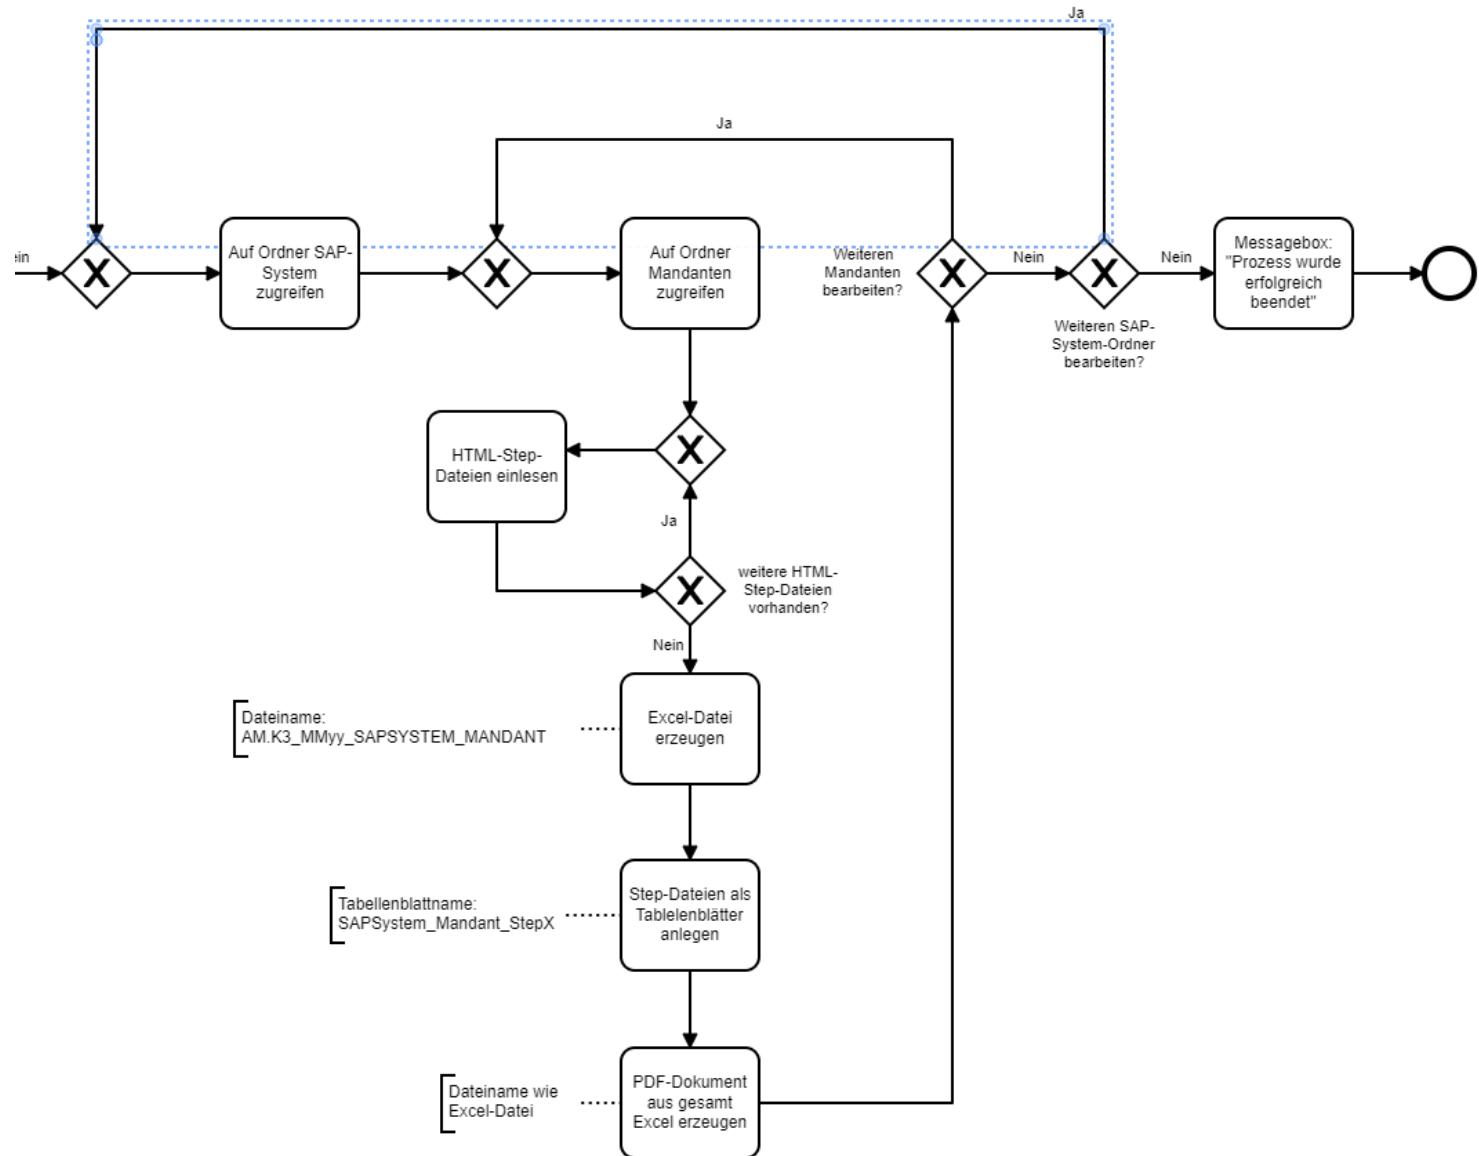 Ja
Ja
ein
Auf Ordner SAP-
System
zugreifen
Auf Ordner
Mandanten
zugreifen
Weiteren
Mandanten
bearbeiten?
Nein
Weiteren SAP-
System-Ordner
bearbeiten?
Nein
Messagebox:
"Prozess wurde
erfolgreich
beendet"
HTML-Step-
Dateien einlesen
Ja
weitere HTML-
Step-Dateien
vorhanden?
Nein
Dateiname:
AM.K3_MMyy_SAPSYSTEM_MANDANT
Excel-Datei
erzeugen
Tabellenblattname:
SAPSystem_Mandant_StepX
Step-Dateien als
Tablelenblätter
anlegen
Dateiname wie
Excel-Datei
PDF-Dokument
aus gesamt
Excel erzeugen